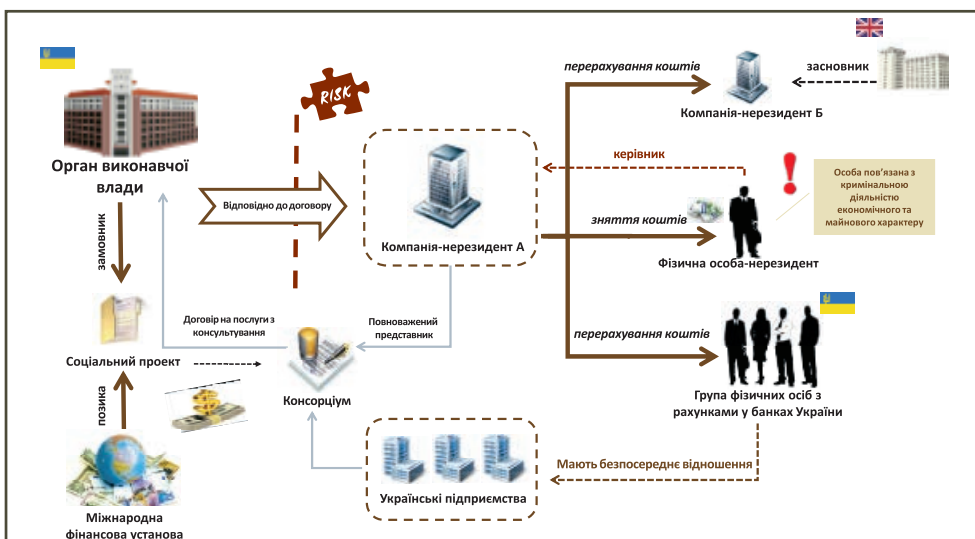 RISK
перерахування коштів
засновник
Компанія-нерезидент Б
Орган виконавчої
влади
керівник
Особа пов'язана з
кримінальною
діяльністю
економічного та
майнового характеру
Відповідно до договору
зняття коштів
Компанія-нерезидент А
Фізична особа-нерезидент
замовник
Договір на послуги з
консультування
Повноважений
представник
перерахування коштів
Соціальний проект
Консорціум
Група фізичних осіб з
рахунками у банках України
позика
Мають безпосереднє відношення
Українські підприємства
Міжнародна
фінансова установа